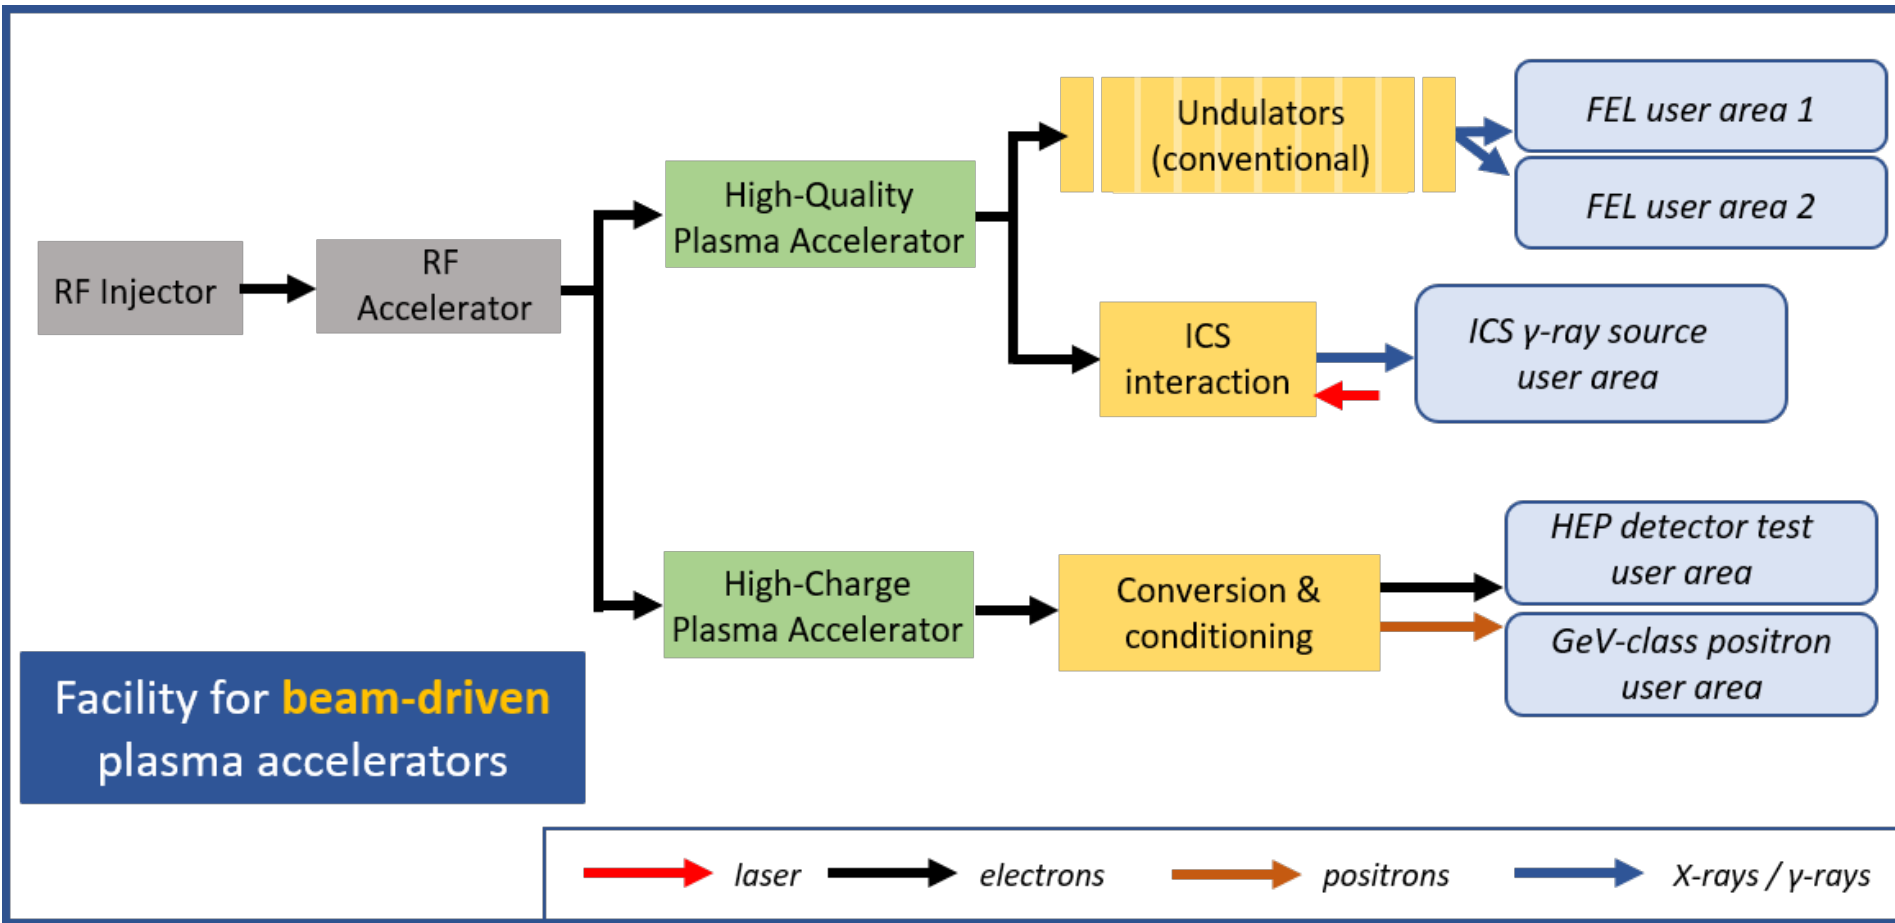 RF Injector
RF
Accelerator
High-Quality
Plasma Accelerator
Undulators
(conventional)
FEL user area 1
FEL user area 2
ICS
interaction
ICS γ-ray source
user area
High-Charge
Plasma Accelerator
Conversion &
conditioning
HEP detector test
user area
GeV-class positron
user area
Facility for beam-driven
plasma accelerators
laser
electrons
positrons
X-rays / γ-rays